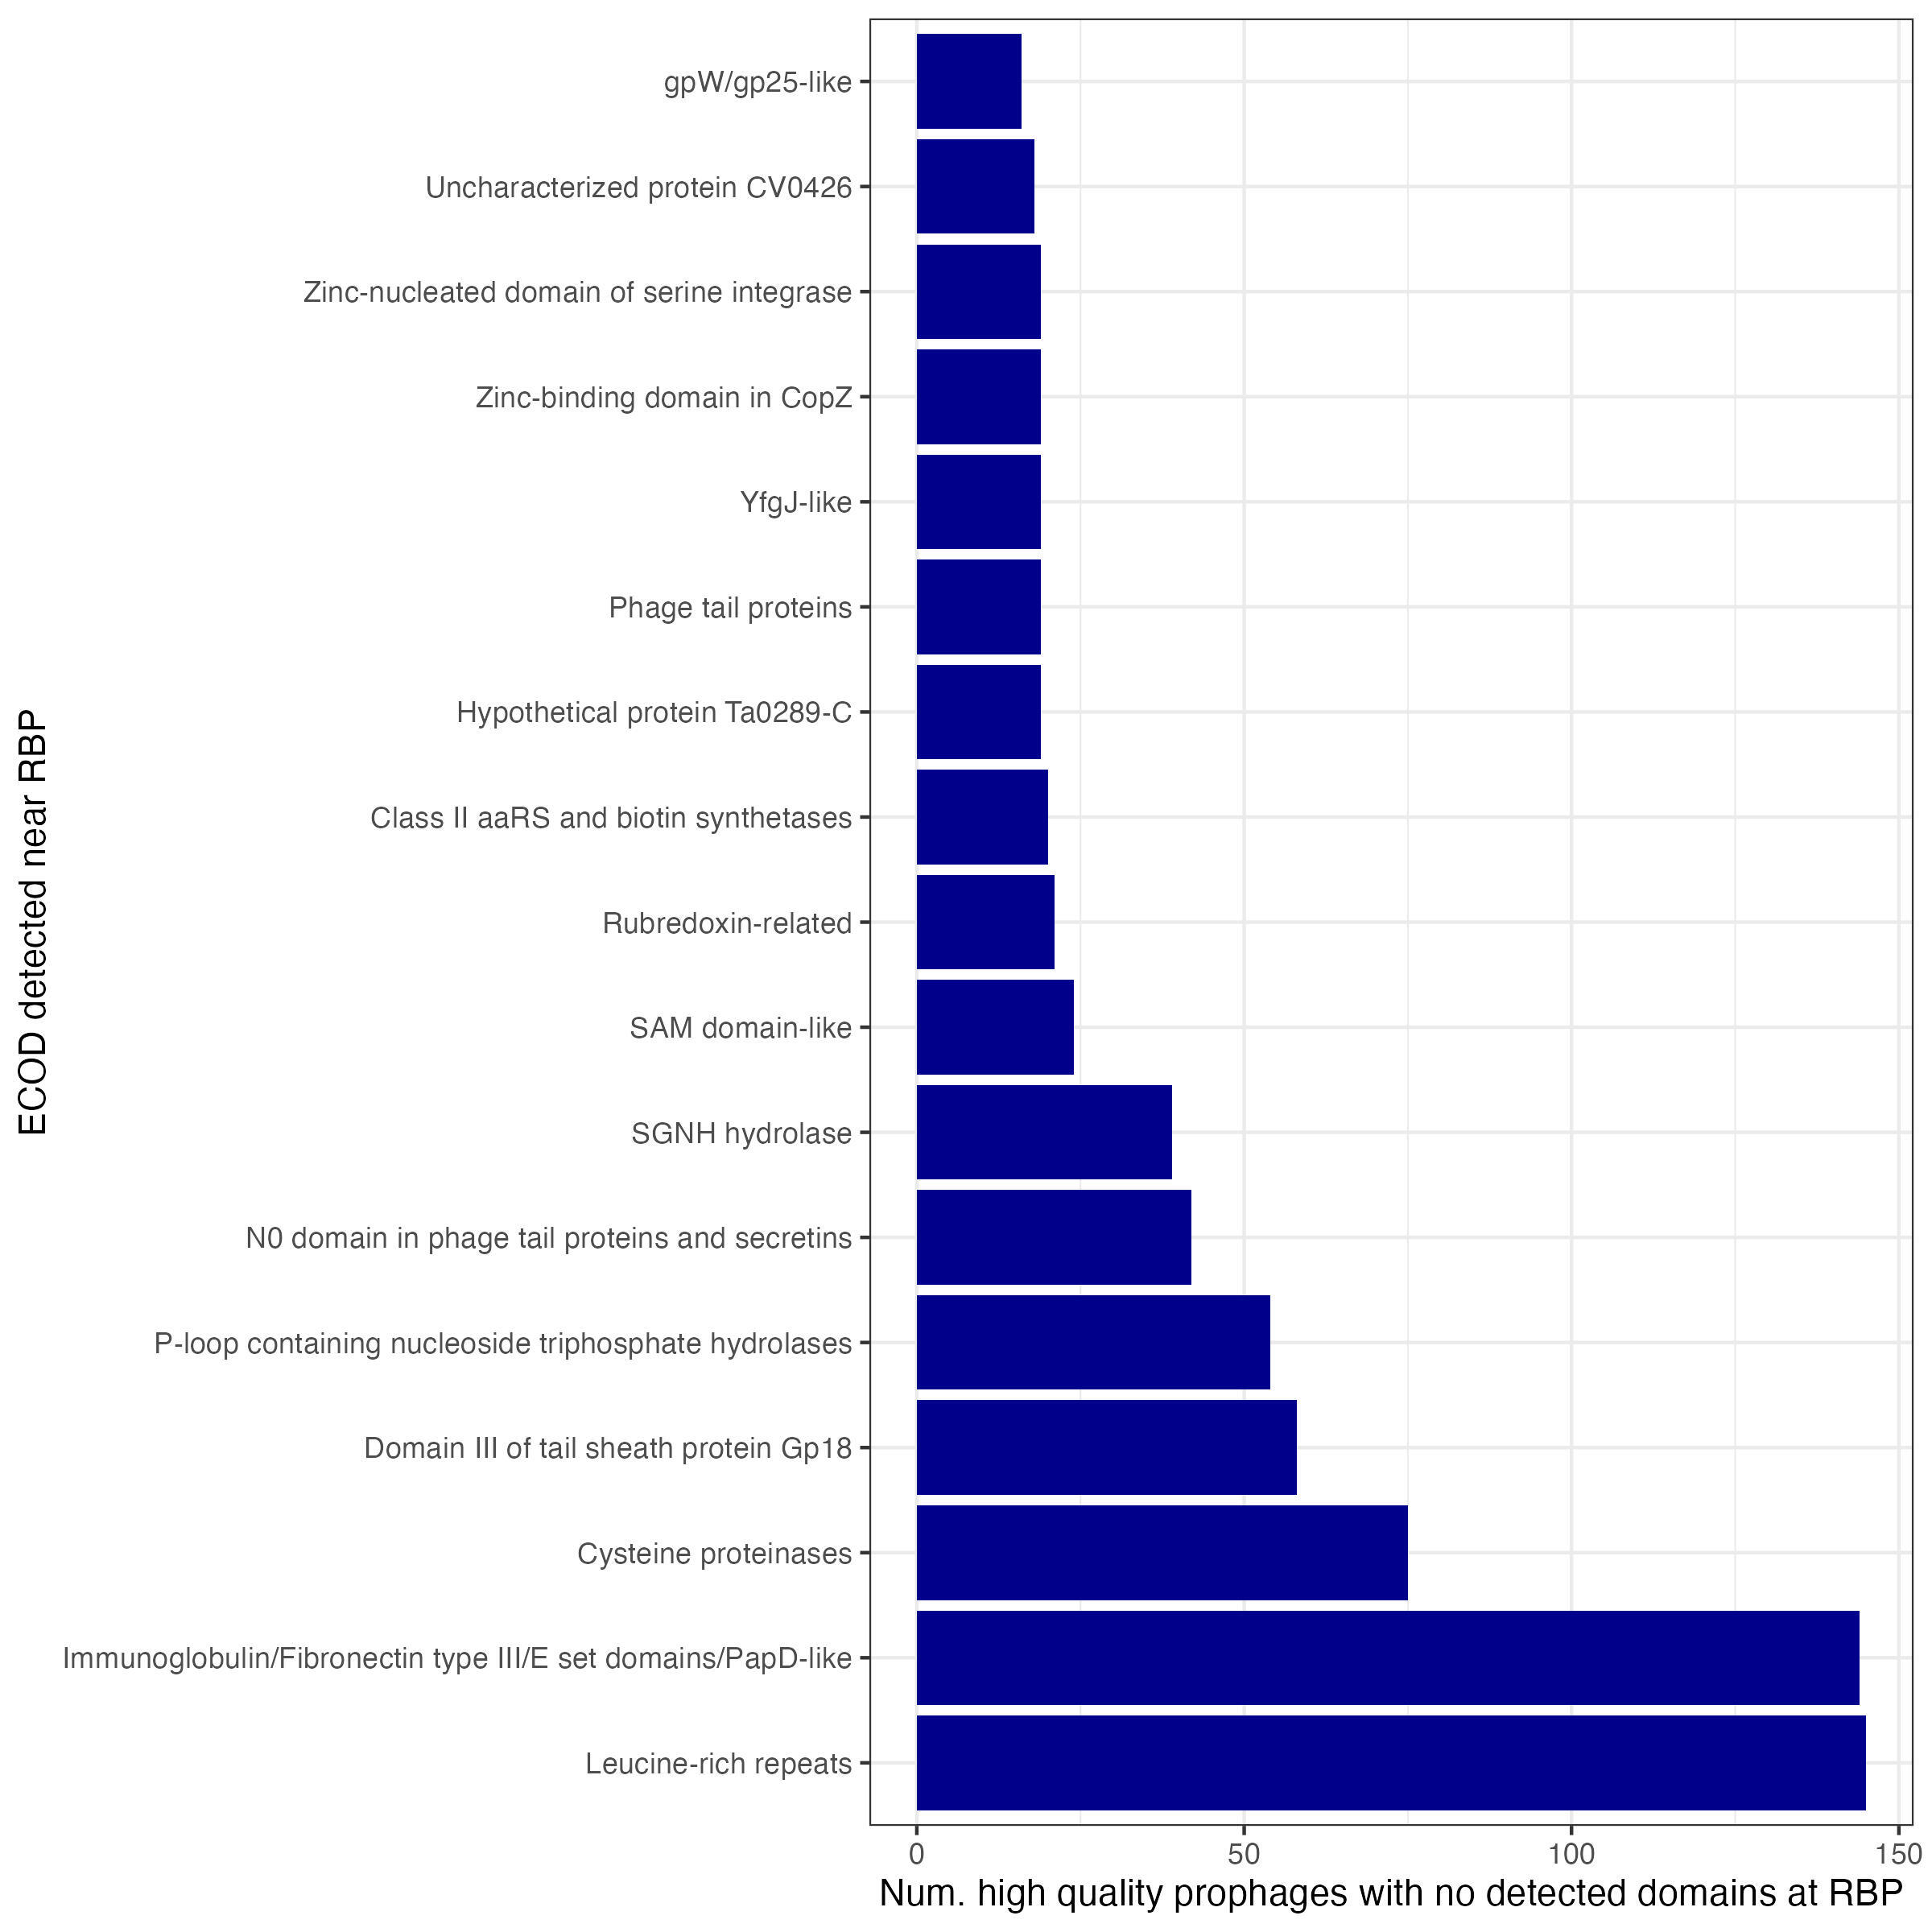 ECOD detected near RBP
gpW/gp25-like
Uncharacterized protein CV0426
Zinc-nucleated domain of serine integrase
Zinc-binding domain in CopZ
YfgJ-like
Phage tail proteins
Hypothetical protein Ta0289-C
Class II aaRS and biotin synthetases
Rubredoxin-related
SAM domain-like
SGNH hydrolase
N0 domain in phage tail proteins and secretins
P-loop containing nucleoside triphosphate hydrolases
Domain III of tail sheath protein Gp18
Cysteine proteinases
Immunoglobulin/Fibronectin type III/E set domains/PapD-like
Leucine-rich repeats
0 50 100 150
Num. high quality prophages with no detected domains at RBP